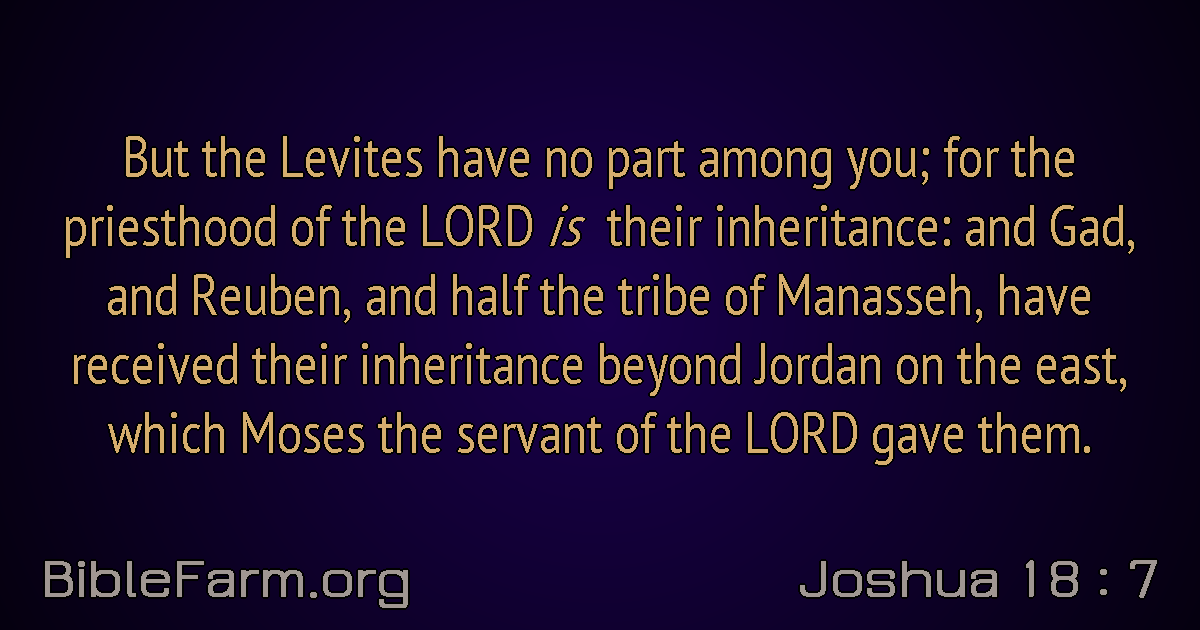 But the Levites have no part among you; for the
priesthood of the LORD is their inheritance: and Gad,
and Reuben, and half the tribe of Manasseh, have
received their inheritance beyond Jordan on the east,
which Moses the servant of the LORD gave them.
BibleFarm.org
Joshua 18 : 7